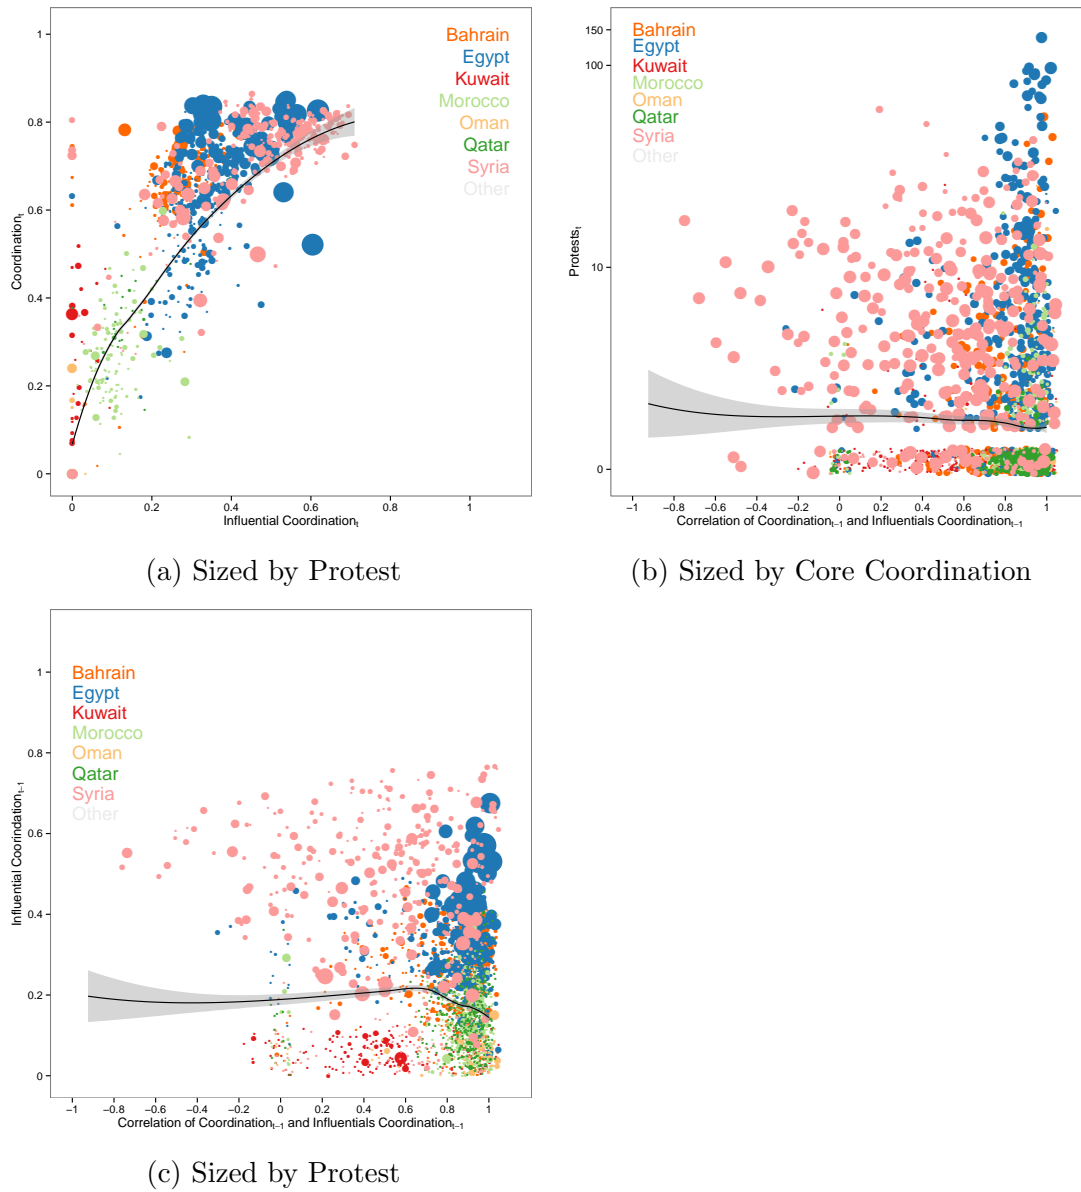 1
0.8
0.6
0.4
0.2
0
Coordination_t
Bahrain
Egypt
Kuwait
Morocco
Oman
Qatar
Syria
Other
0 0.2 0.4 0.6 0.8 1
Influential Coordination_t
(a) Sized by Protest
150
100
10
0
Protests_t
Bahrain
Egypt
Kuwait
Morocco
Oman
Qatar
Syria
Other
−1 −0.8 −0.6 −0.4 −0.2 0 0.2 0.4 0.6 0.8 1
Correlation of Coordination_t−1 and Influentials Coordination_t−1
(b) Sized by Core Coordination
1
0.8
0.6
0.4
0.2
0
Influential Coorindation_t−1
Bahrain
Egypt
Kuwait
Morocco
Oman
Qatar
Syria
Other
−1 −0.8 −0.6 −0.4 −0.2 0 0.2 0.4 0.6 0.8 1
Correlation of Coordination_t−1 and Influentials Coordination_t−1
(c) Sized by Protest